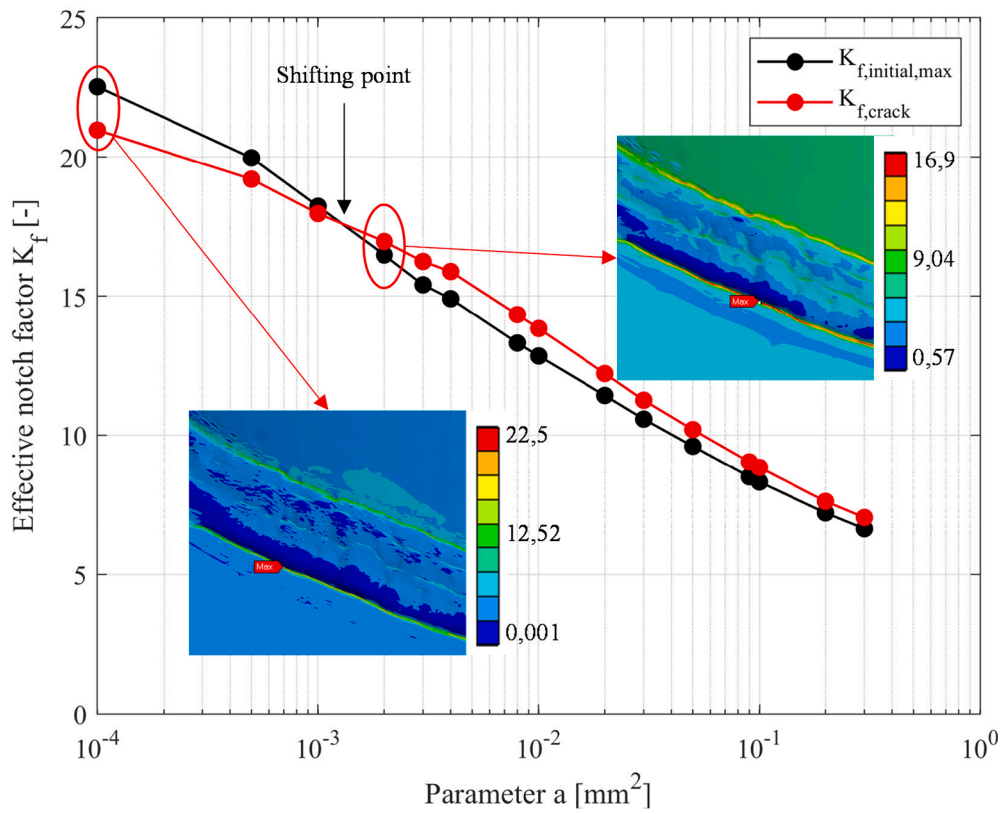 25
20
15
10
5
0
Effective notch factor K_f [-]
Shifting point
K_f,initial,max
K_f,crack
16,9
9,04
0,57
Max
22,5
12,52
0,001
Max
10^-4
10^-3
10^-2
10^-1
10^0
Parameter a [mm^2]